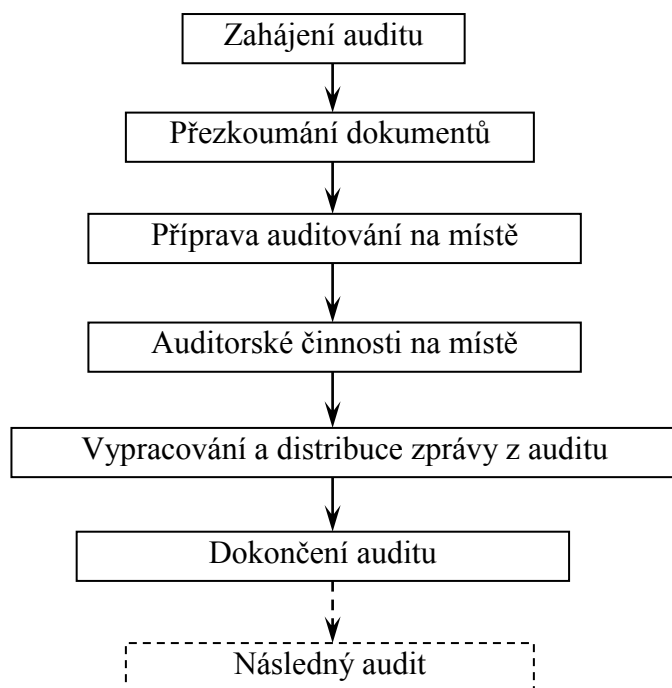 Zahájení auditu
Přezkoumání dokumentů
Příprava auditování na místě
Auditorské činnosti na místě
Vypracování a distribuce zprávy z auditu
Dokončení auditu
Následný audit